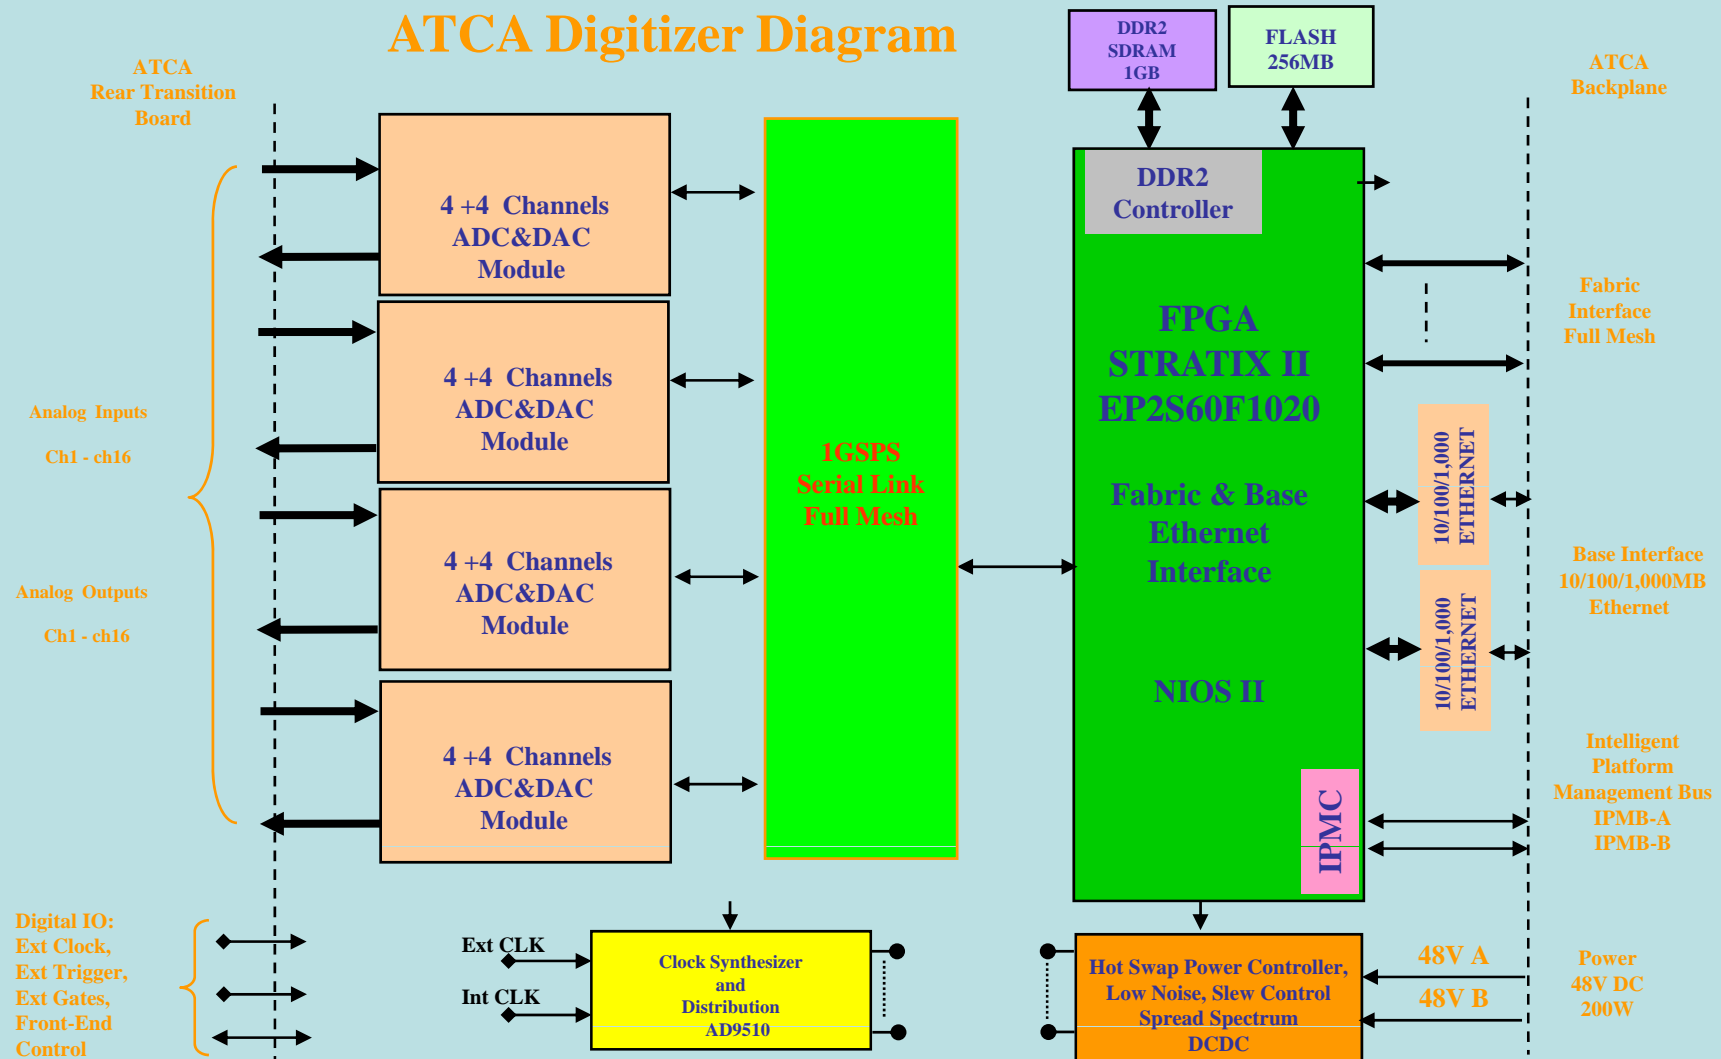 ATCA Digitizer Diagram
ATCA
Rear Transition
Board
DDR2
SDRAM
1GB
FLASH
256MB
ATCA
Backplane
4 +4  Channels
ADC&DAC
Module
4 +4  Channels
ADC&DAC
Module
4 +4  Channels
ADC&DAC
Module
4 +4  Channels
ADC&DAC
Module
Analog  Inputs
Ch1 - ch16
Analog  Outputs
Ch1 - ch16
1GSPS
Serial Link
Full Mesh
DDR2
Controller
FPGA
STRATIX II
EP2S60F1020
Fabric & Base
Ethernet
Interface
NIOS II
IPMC
10/100/1,000
ETHERNET
10/100/1,000
ETHERNET
Fabric
Interface
Full Mesh
Base Interface
10/100/1,000MB
Ethernet
Intelligent
Platform
Management Bus
IPMB-A
IPMB-B
Digital IO:
Ext Clock,
Ext Trigger,
Ext Gates,
Front-End
Control
Ext CLK
Int CLK
Clock Synthesizer
and
Distribution
AD9510
Hot Swap Power Controller,
Low Noise, Slew Control
Spread Spectrum
DCDC
48V A
48V B
Power
48V DC
200W